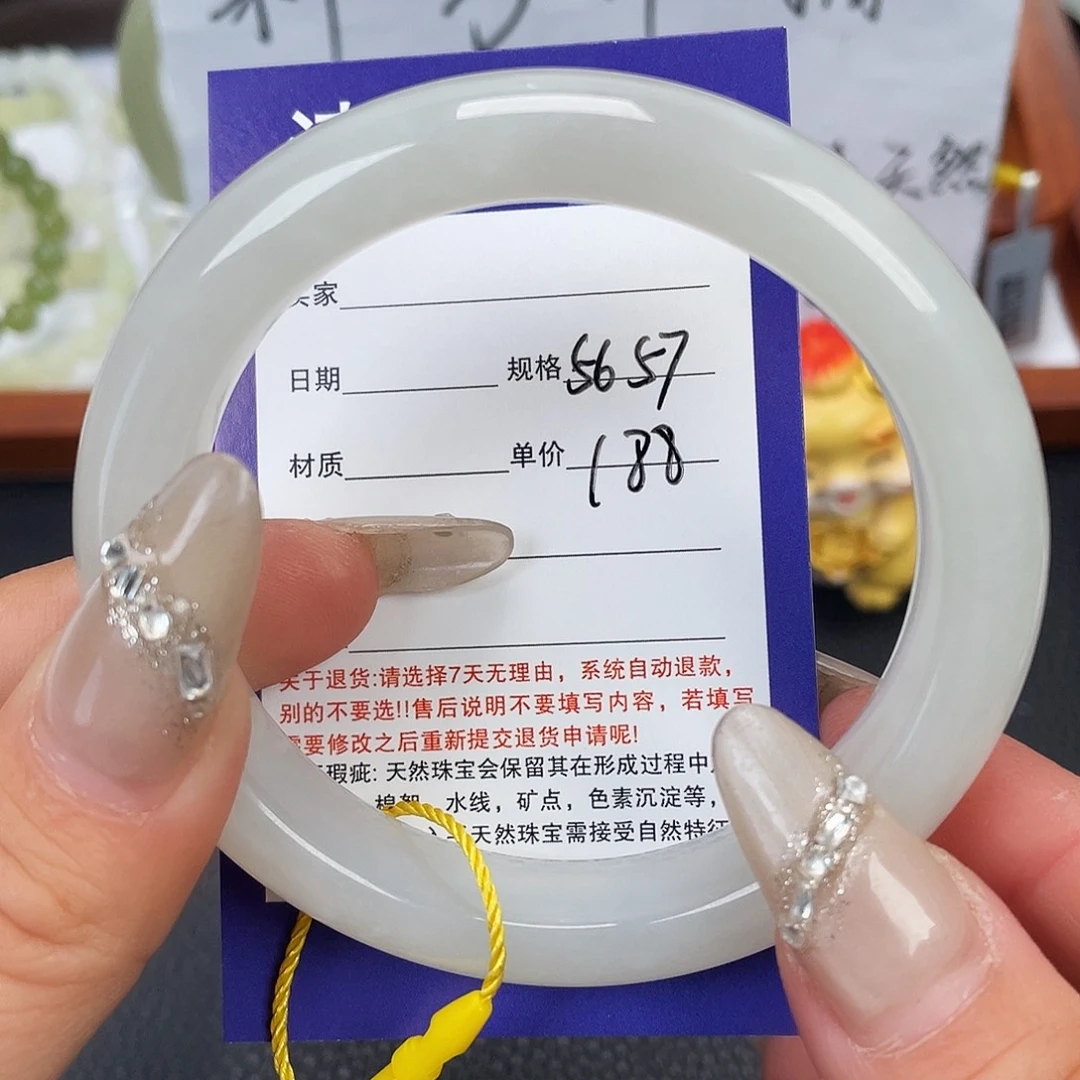 天然
卖家
日期 规格 56 57
材质 单价 188
关于退货:请选择7天无理由，系统自动退款，
别的不要选!!售后说明不要填写内容，若填写
需要修改之后重新提交退货申请呢!
瑕疵: 天然珠宝会保留其在形成过程中
棉絮，水线，矿点，色素沉淀等，
天然珠宝需接受自然特征